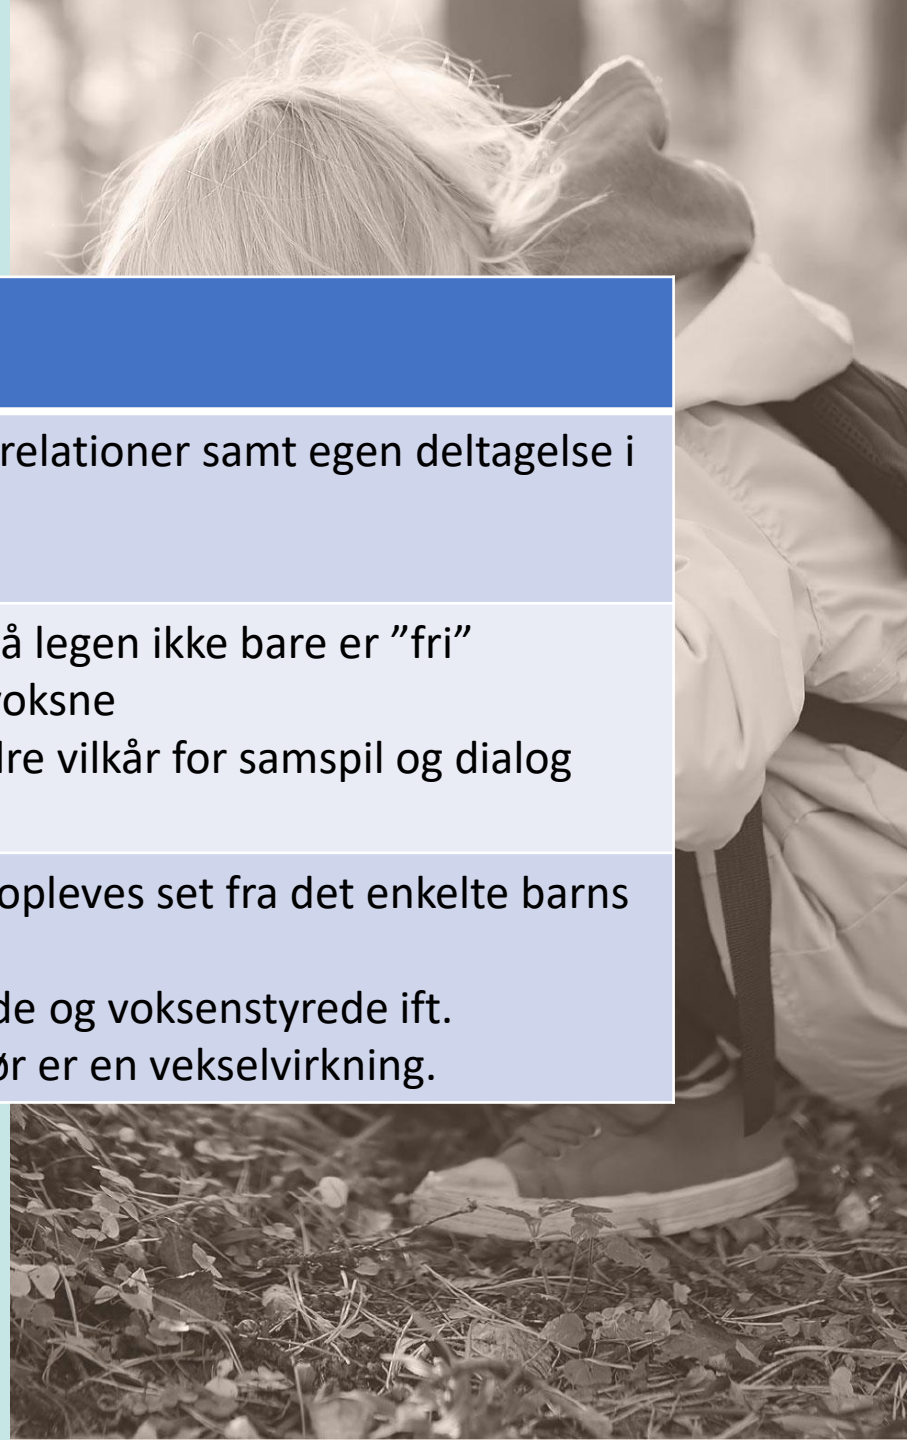 relationer samt egen deltagelse i
å legen ikke bare er ”fri”
oksne
re vilkår for samspil og dialog
opleves set fra det enkelte barns
de og voksenstyrede ift.
ør er en vekselvirkning.